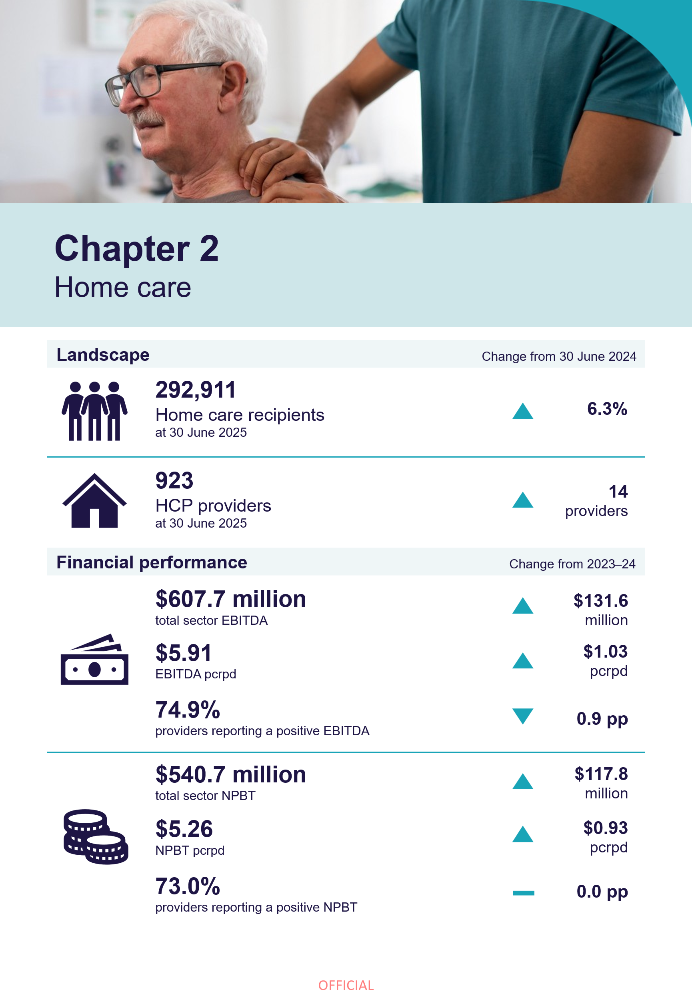 Chapter 2
Home care
Landscape
Change from 30 June 2024
292,911
Home care recipients
at 30 June 2025
6.3%
923
HCP providers
at 30 June 2025
14
providers
Financial performance
Change from 2023–24
$607.7 million
total sector EBITDA
$131.6
million
$5.91
EBITDA pcrpd
$1.03
pcrpd
74.9%
providers reporting a positive EBITDA
0.9 pp
$540.7 million
total sector NPBT
$117.8
million
$5.26
NPBT pcrpd
$0.93
pcrpd
73.0%
providers reporting a positive NPBT
0.0 pp
OFFICIAL